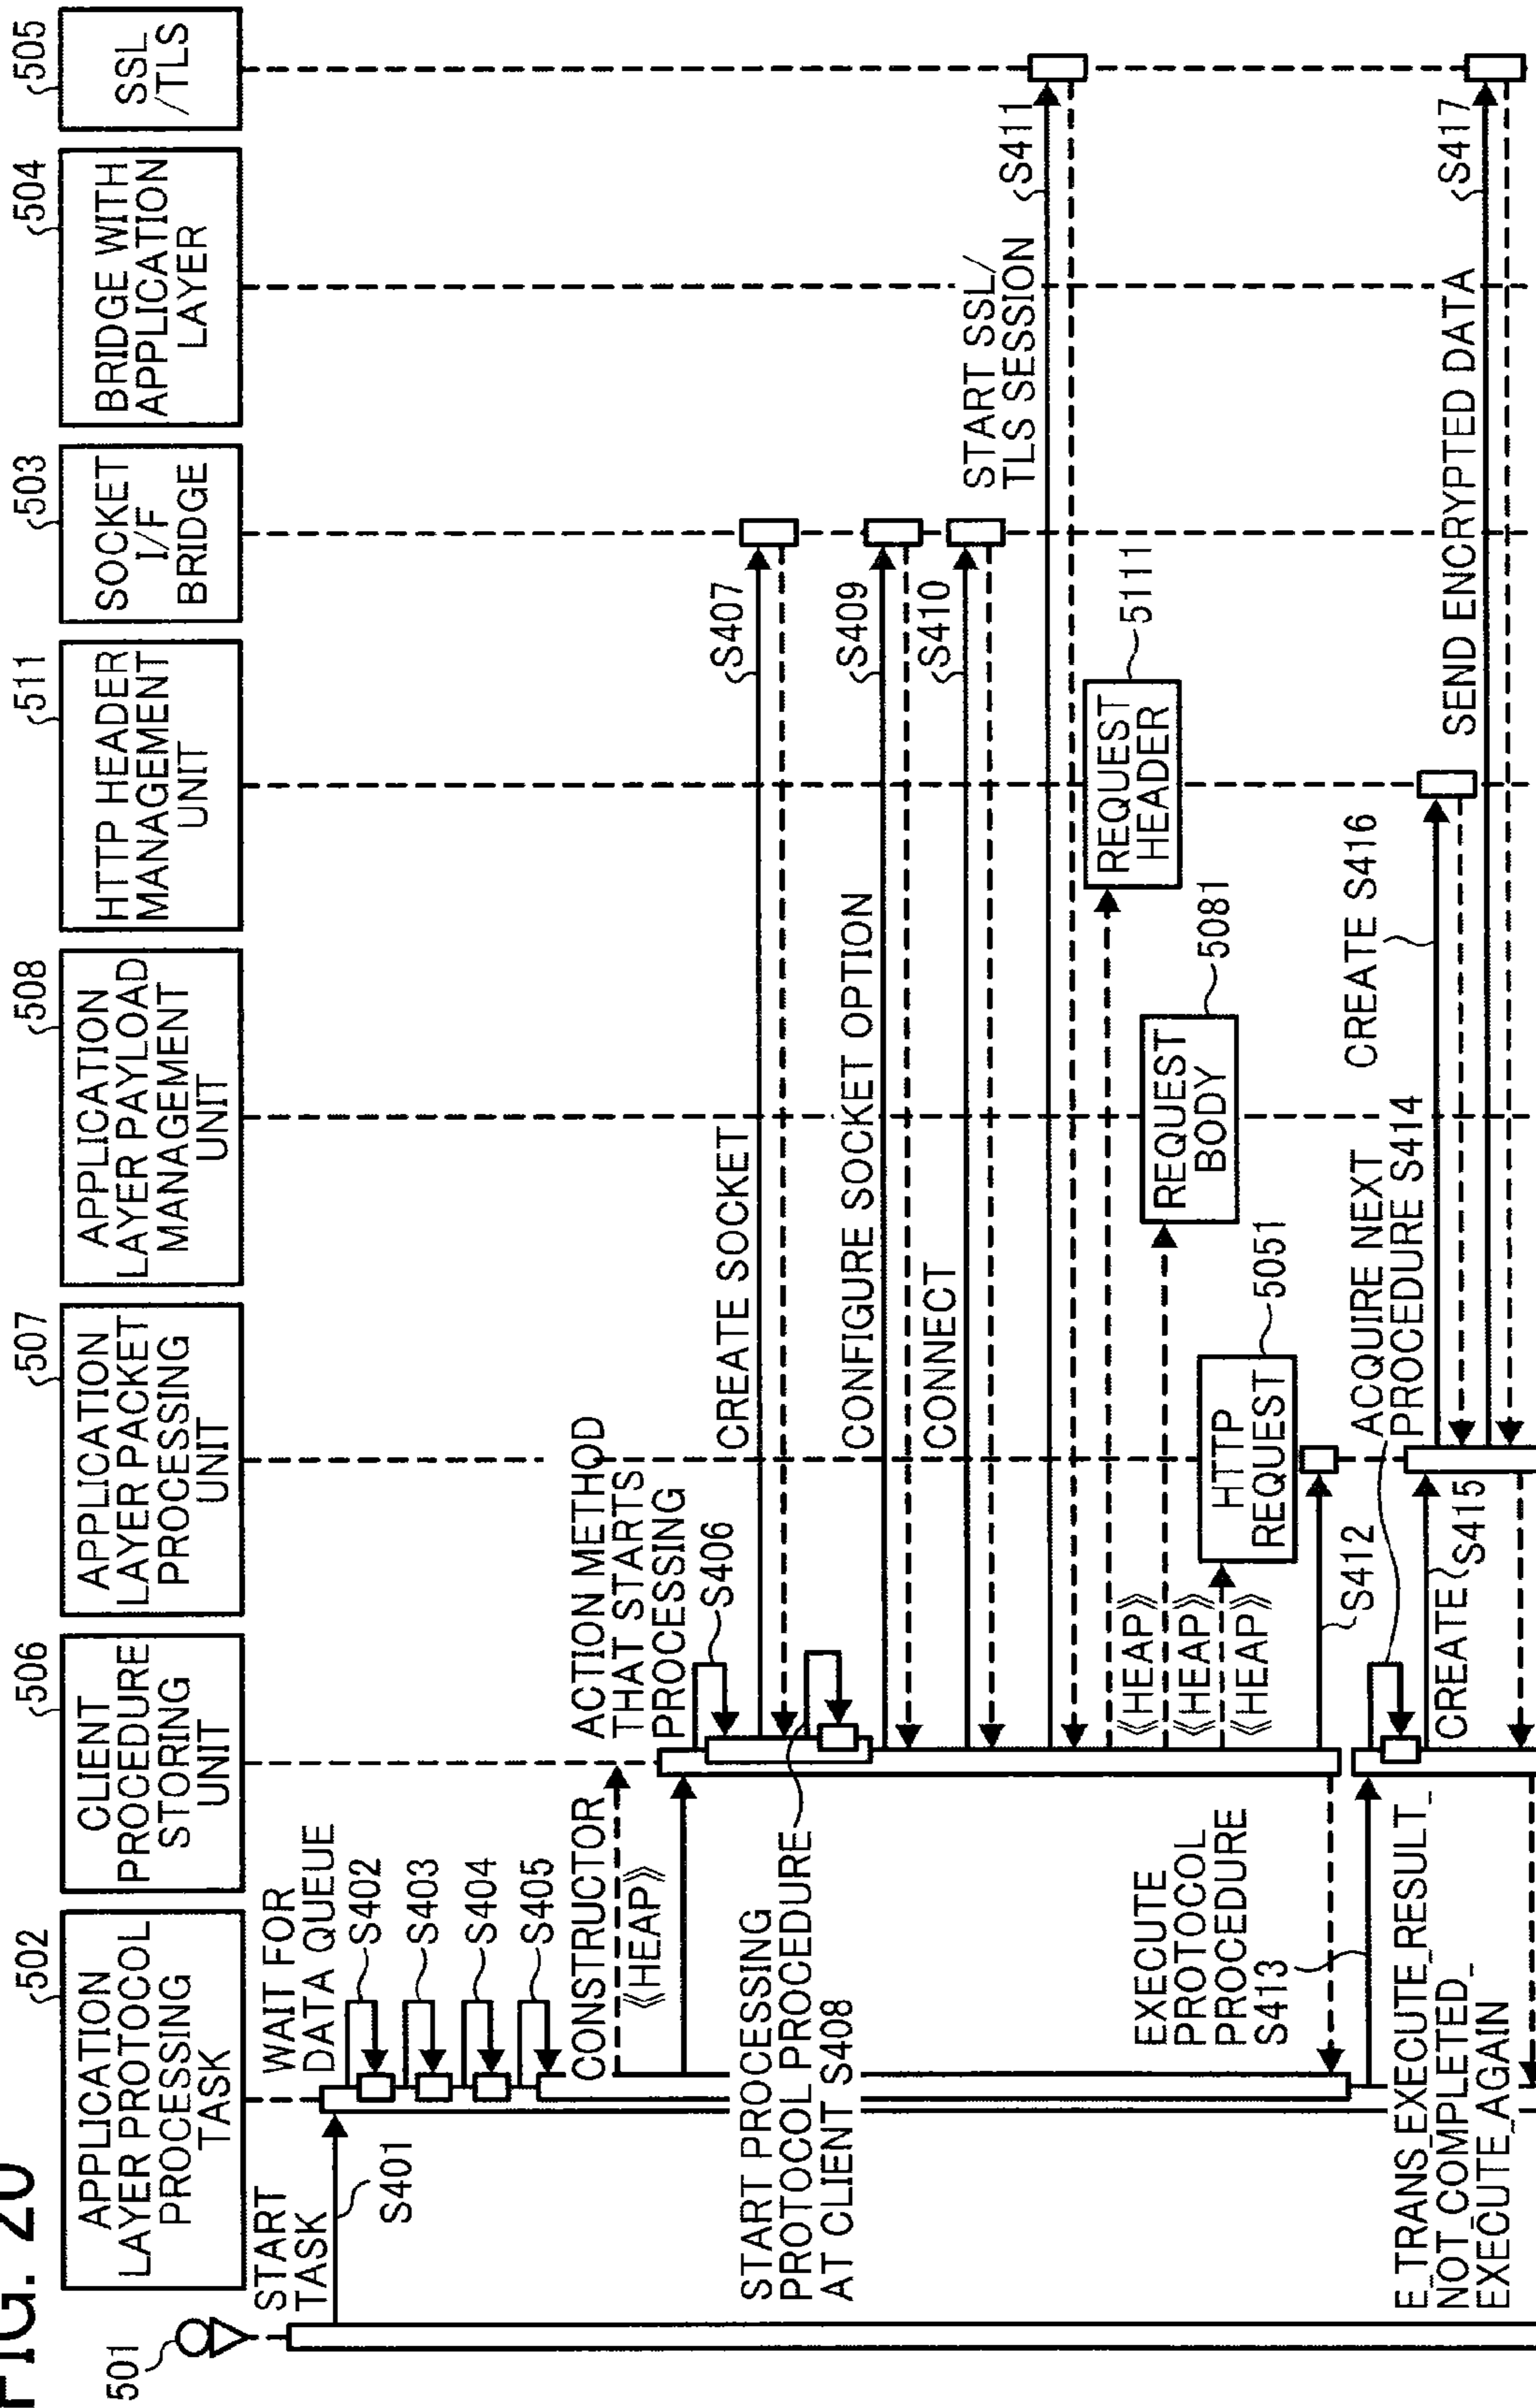 FIG. 20
501
502
APPLICATION
LAYER PROTOCOL
PROCESSING
TASK
506
CLIENT
PROCEDURE
STORING
UNIT
507
APPLICATION
LAYER PACKET
PROCESSING
UNIT
508
APPLICATION
LAYER PAYLOAD
MANAGEMENT
UNIT
511
HTTP HEADER
MANAGEMENT
UNIT
503
SOCKET
I/F
BRIDGE
504
BRIDGE WITH
APPLICATION
LAYER
505
SSL
/TLS
START
TASK
S401
WAIT FOR
DATA QUEUE
S402
S403
S404
S405
CONSTRUCTOR
《HEAP》
ACTION METHOD
THAT STARTS
PROCESSING
S406
CREATE SOCKET
S407
START PROCESSING
PROTOCOL PROCEDURE
AT CLIENT S408
CONFIGURE SOCKET OPTION
S409
CONNECT
S410
START SSL/
TLS SESSION
S411
《HEAP》
REQUEST
HEADER
5111
《HEAP》
REQUEST
BODY
5081
《HEAP》
HTTP
REQUEST
5051
S412
EXECUTE
PROTOCOL
PROCEDURE
S413
ACQUIRE NEXT
PROCEDURE S414
CREATE
S415
CREATE S416
SEND ENCRYPTED DATA
S417
E_TRANS_EXECUTE_RESULT_
NOT_COMPLETED_
EXECUTE_AGAIN